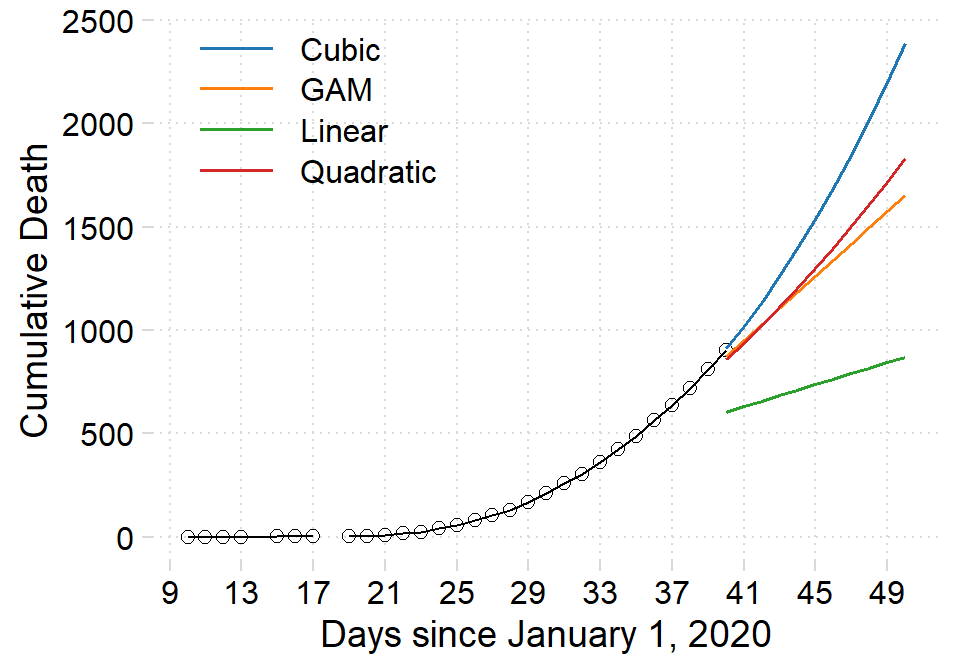 2500
2000
1500
1000
500
0
Cumulative Death
Cubic
GAM
Linear
Quadratic
9 13 17 21 25 29 33 37 41 45 49
Days since January 1, 2020